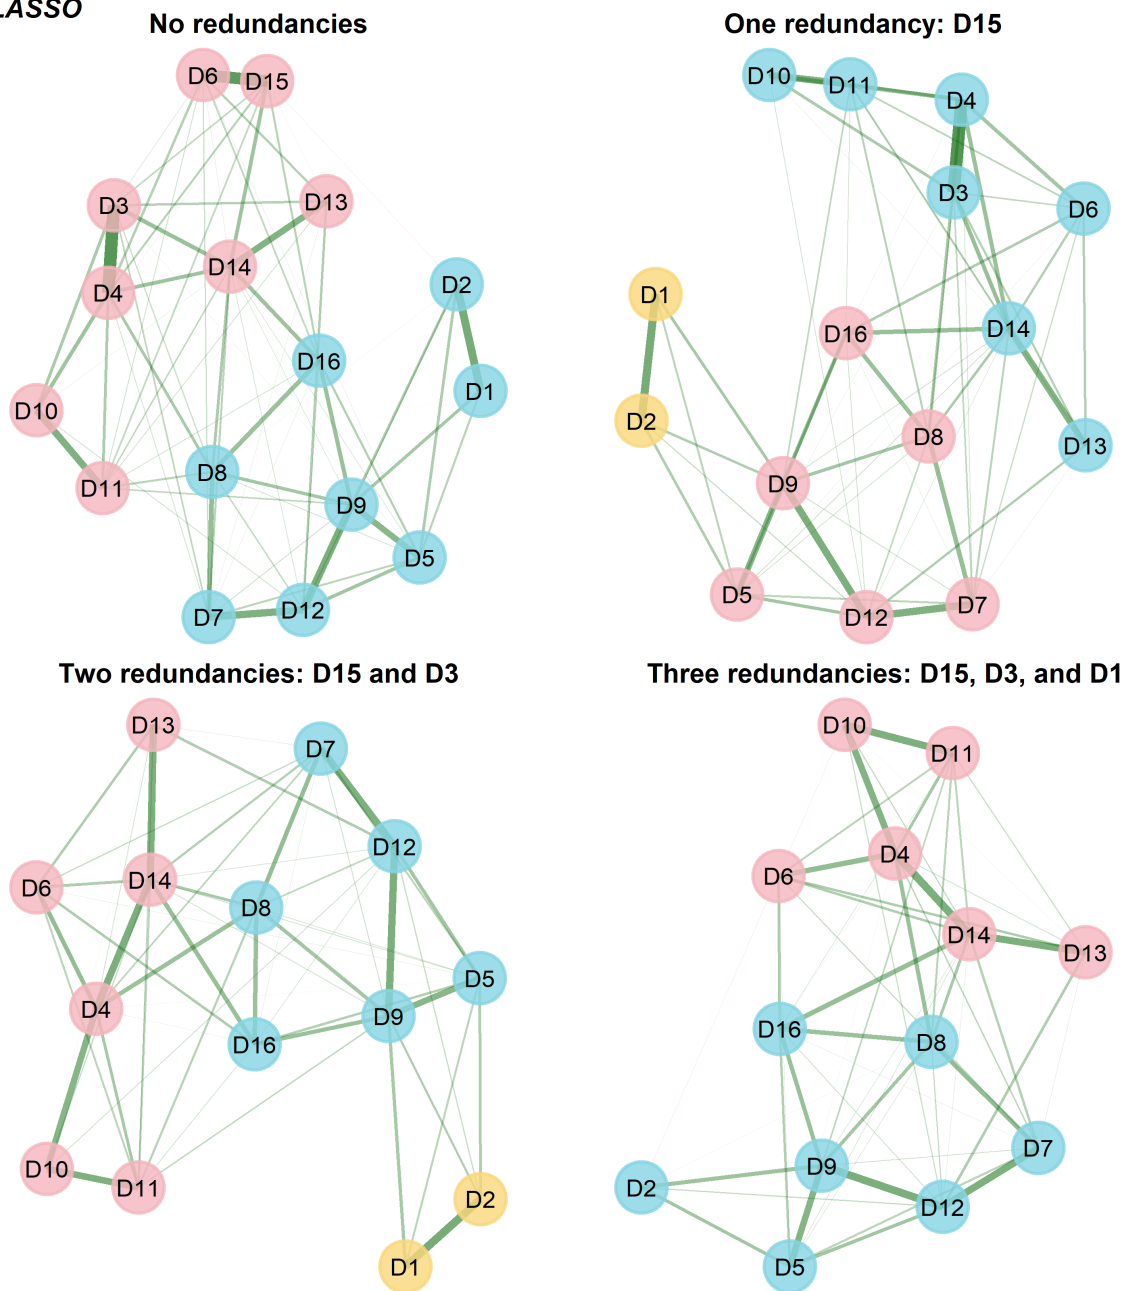 LASSO
No redundancies
One redundancy: D15
D6
D15
D3
D13
D14
D4
D2
D16
D1
D10
D8
D11
D9
D5
D7
D12
D10
D11
D4
D3
D6
D1
D16
D14
D2
D8
D13
D9
D5
D12
D7
Two redundancies: D15 and D3
Three redundancies: D15, D3, and D1
D13
D7
D12
D6
D14
D8
D5
D4
D9
D16
D10
D11
D2
D1
D10
D11
D4
D6
D14
D13
D16
D8
D7
D9
D2
D12
D5